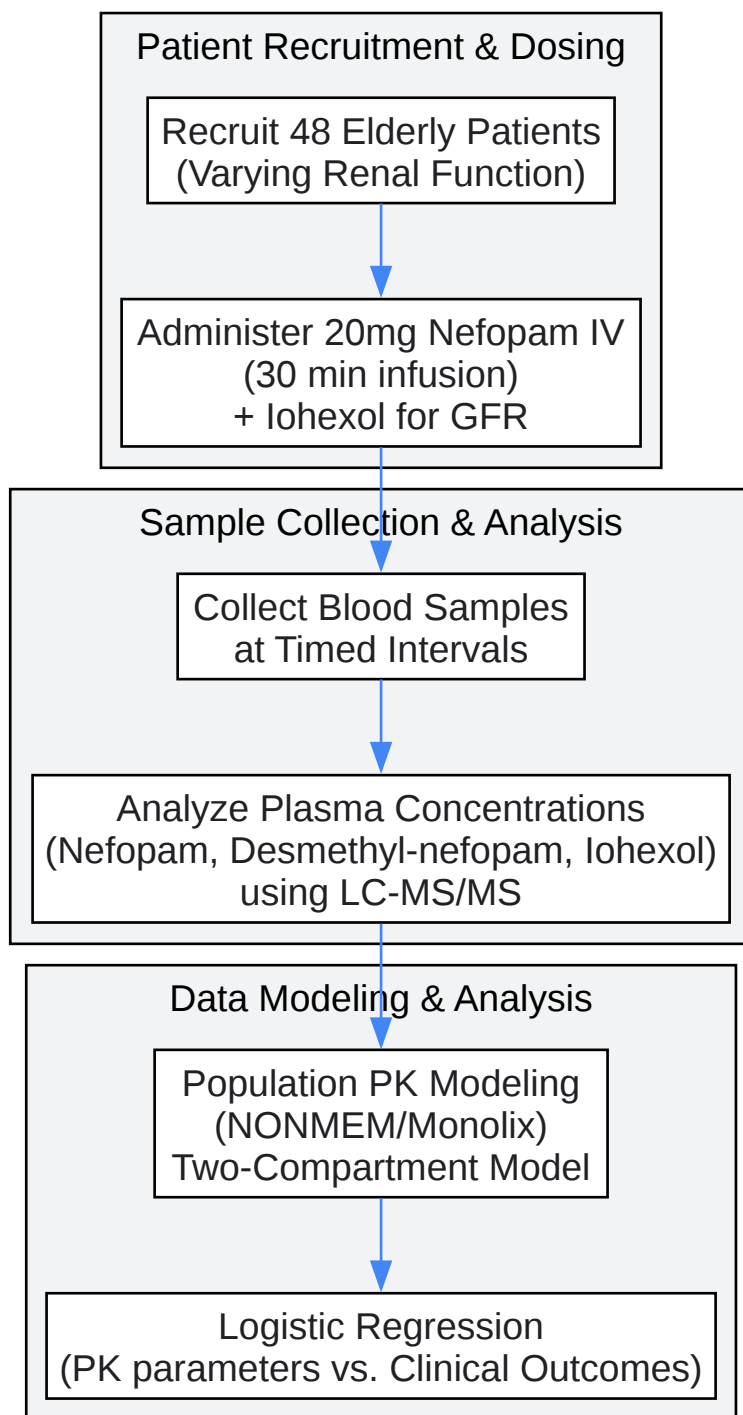 Patient Recruitment & Dosing
Recruit 48 Elderly Patients
(Varying Renal Function)
Administer 20mg Nefopam IV
(30 min infusion)
+ Iohexol for GFR
Sample Collection & Analysis
Collect Blood Samples
at Timed Intervals
Analyze Plasma Concentrations
(Nefopam, Desmethyl-nefopam, Iohexol)
using LC-MS/MS
Data Modeling & Analysis
Population PK Modeling
(NONMEM/Monolix)
Two-Compartment Model
Logistic Regression
(PK parameters vs. Clinical Outcomes)